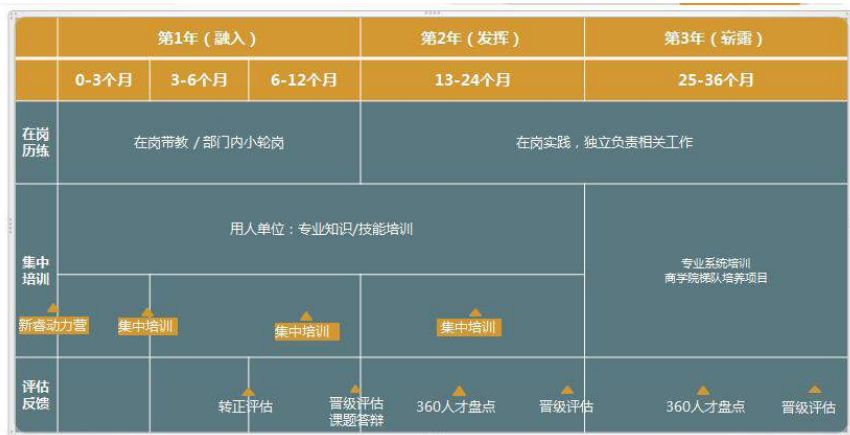 第1年（融入）
第2年（发挥）
第3年（崭露）
0-3个月
3-6个月
6-12个月
13-24个月
25-36个月
在岗
历练
在岗带教 / 部门内小轮岗
在岗实践，独立负责相关工作
集中
培训
用人单位：专业知识/技能培训
专业系统培训
商学院梯队培养项目
新睿动力营
集中培训
集中培训
集中培训
评估
反馈
转正评估
晋级评估
课题答辩
360人才盘点
晋级评估
360人才盘点
晋级评估